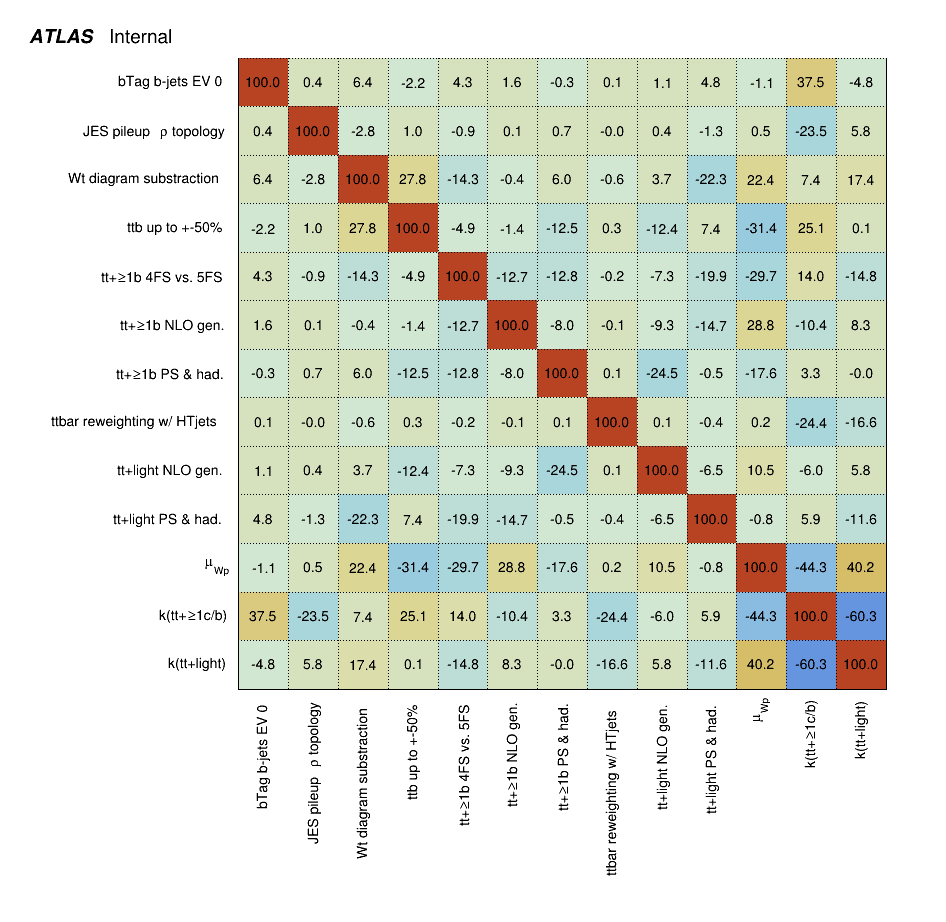 ATLAS Internal
bTag b-jets EV 0 100.0 0.4 6.4 -2.2 4.3 1.6 -0.3 0.1 1.1 4.8 -1.1 37.5 -4.8
JES pileup ρ topology 0.4 100.0 -2.8 1.0 -0.9 0.1 0.7 -0.0 0.4 -1.3 0.5 -23.5 5.8
Wt diagram substraction 6.4 -2.8 100.0 27.8 -14.3 -0.4 6.0 -0.6 3.7 -22.3 22.4 7.4 17.4
ttb up to +-50% -2.2 1.0 27.8 100.0 -4.9 -1.4 -12.5 0.3 -12.4 7.4 -31.4 25.1 0.1
tt+≥1b 4FS vs. 5FS 4.3 -0.9 -14.3 -4.9 100.0 -12.7 -12.8 -0.2 -7.3 -19.9 -29.7 14.0 -14.8
tt+≥1b NLO gen. 1.6 0.1 -0.4 -1.4 -12.7 100.0 -8.0 -0.1 -9.3 -14.7 28.8 -10.4 8.3
tt+≥1b PS & had. -0.3 0.7 6.0 -12.5 -12.8 -8.0 100.0 0.1 -24.5 -0.5 -17.6 3.3 -0.0
ttbar reweighting w/ HTjets 0.1 -0.0 -0.6 0.3 -0.2 -0.1 0.1 100.0 0.1 -0.4 0.2 -24.4 -16.6
tt+light NLO gen. 1.1 0.4 3.7 -12.4 -7.3 -9.3 -24.5 0.1 100.0 -6.5 10.5 -6.0 5.8
tt+light PS & had. 4.8 -1.3 -22.3 7.4 -19.9 -14.7 -0.5 -0.4 -6.5 100.0 -0.8 5.9 -11.6
μ Wp -1.1 0.5 22.4 -31.4 -29.7 28.8 -17.6 0.2 10.5 -0.8 100.0 -44.3 40.2
k(tt+≥1c/b) 37.5 -23.5 7.4 25.1 14.0 -10.4 3.3 -24.4 -6.0 5.9 -44.3 100.0 -60.3
k(tt+light) -4.8 5.8 17.4 0.1 -14.8 8.3 -0.0 -16.6 5.8 -11.6 40.2 -60.3 100.0
bTag b-jets EV 0
JES pileup ρ topology
Wt diagram substraction
ttb up to +-50%
tt+≥1b 4FS vs. 5FS
tt+≥1b NLO gen.
tt+≥1b PS & had.
ttbar reweighting w/ HTjets
tt+light NLO gen.
tt+light PS & had.
μ Wp
k(tt+≥1c/b)
k(tt+light)